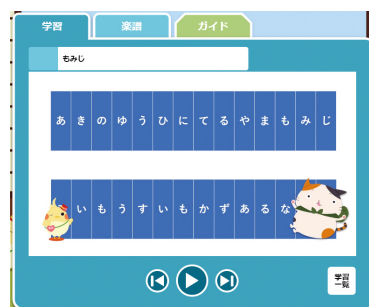 学習
楽譜
ガイド
もみじ
あきのゆうひにてるやまもみじ
いもうすいもかずあるな
学習
一覧